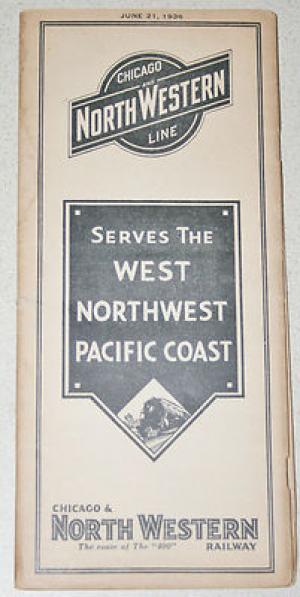 JUNE 21, 1936
CHICAGO
AND
NORTH WESTERN
LINE
SERVES THE
WEST
NORTHWEST
PACIFIC COAST
CHICAGO &
NORTH WESTERN
The route of The "400" RAILWAY